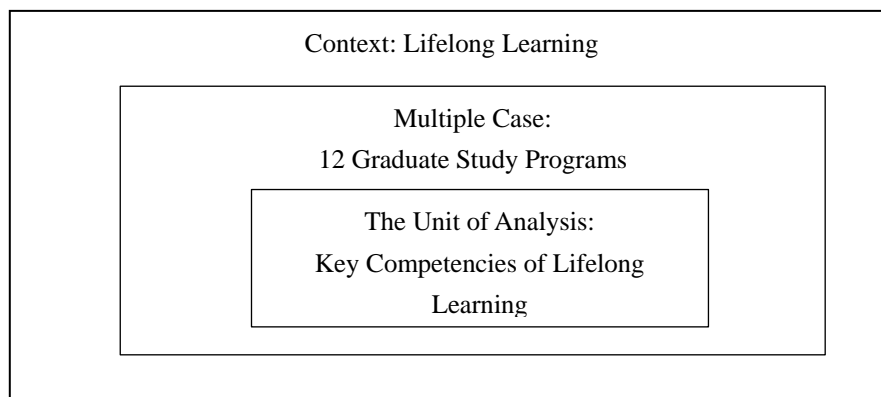 Context: Lifelong Learning
Multiple Case:
12 Graduate Study Programs
The Unit of Analysis:
Key Competencies of Lifelong
Learning